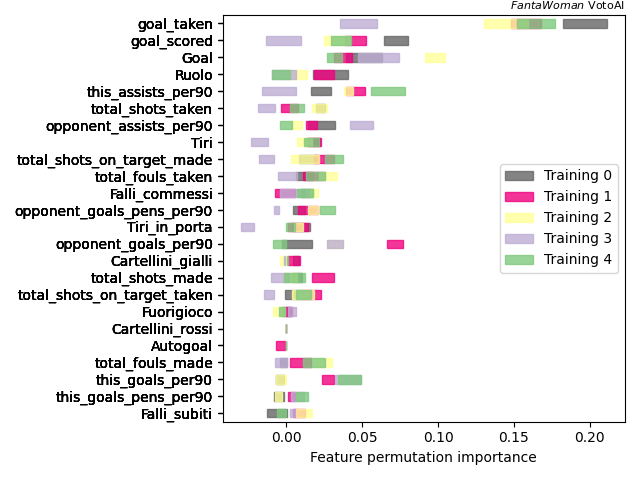 FantaWoman VotoAI
goal_taken
goal_scored
Goal
Ruolo
this_assists_per90
total_shots_taken
opponent_assists_per90
Tiri
total_shots_on_target_made
total_fouls_taken
Falli_commessi
opponent_goals_pens_per90
Tiri_in_porta
opponent_goals_per90
Cartellini_gialli
total_shots_made
total_shots_on_target_taken
Fuorigioco
Cartellini_rossi
Autogoal
total_fouls_made
this_goals_per90
this_goals_pens_per90
Falli_subiti
Training 0
Training 1
Training 2
Training 3
Training 4
0.00 0.05 0.10 0.15 0.20
Feature permutation importance